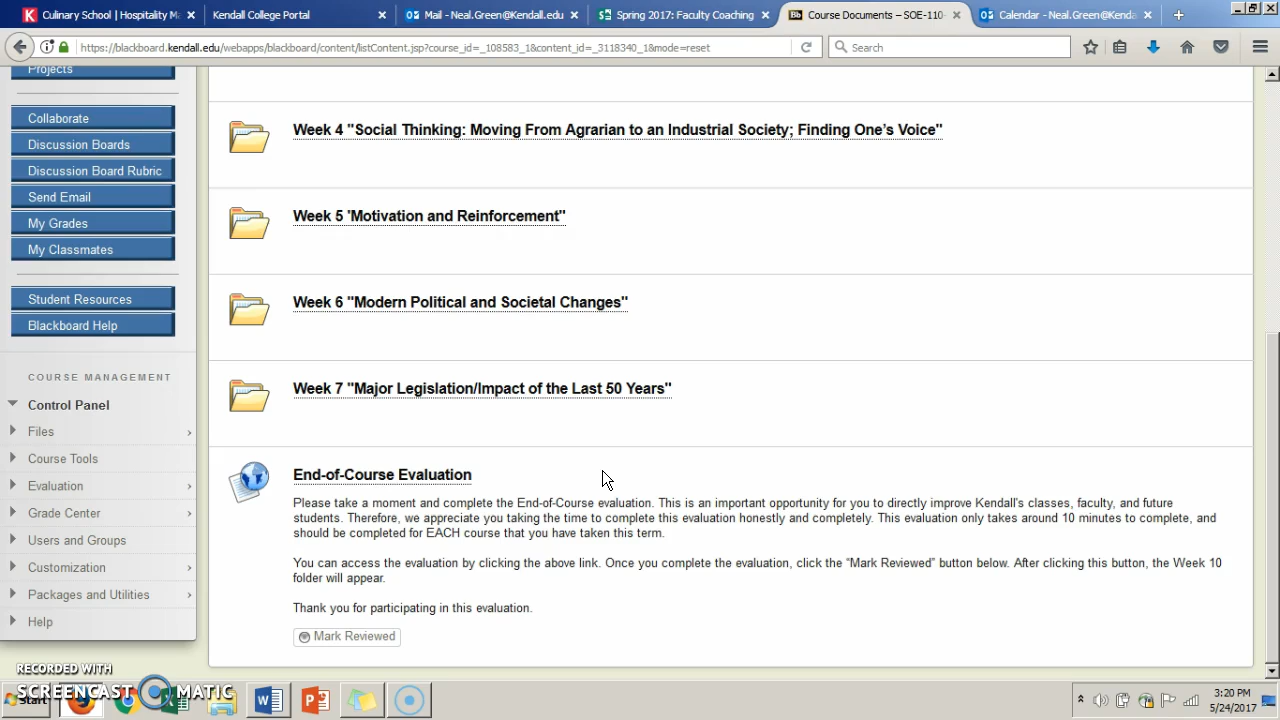 Culinary School | Hospitality Ma
Kendall College Portal
Mail - Neal.Green@Kendall.edu
Spring 2017: Faculty Coaching
Course Documents – SOE-110-
Calendar - Neal.Green@Kenda
https://blackboard.kendall.edu/webapps/blackboard/content/listContent.jsp?course_id=_108583_1&content_id=_3118340_1&mode=reset
Search
Projects
Collaborate
Discussion Boards
Discussion Board Rubric
Send Email
My Grades
My Classmates
Student Resources
Blackboard Help
COURSE MANAGEMENT
Control Panel
Files
Course Tools
Evaluation
Grade Center
Users and Groups
Customization
Packages and Utilities
Help
Week 4 "Social Thinking: Moving From Agrarian to an Industrial Society; Finding One’s Voice"
Week 5 'Motivation and Reinforcement"
Week 6 "Modern Political and Societal Changes"
Week 7 "Major Legislation/Impact of the Last 50 Years"
End-of-Course Evaluation
Please take a moment and complete the End-of-Course evaluation. This is an important opportunity for you to directly improve Kendall's classes, faculty, and future
students. Therefore, we appreciate you taking the time to complete this evaluation honestly and completely. This evaluation only takes around 10 minutes to complete, and
should be completed for EACH course that you have taken this term.
You can access the evaluation by clicking the above link. Once you complete the evaluation, click the “Mark Reviewed” button below. After clicking this button, the Week 10
folder will appear.
Thank you for participating in this evaluation.
Mark Reviewed
RECORDED WITH
SCREENCAST MATIC
Start
3:20 PM
5/24/2017